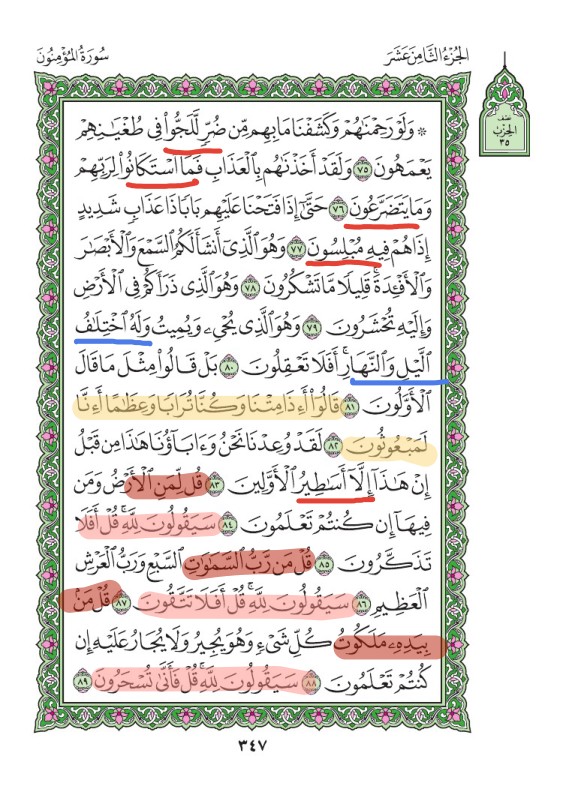 سُورَةُ المُؤْمِنُونَ
الجُزْءُ الثَّامِنَ عَشَرَ
نصف
الحِزْب
٣٥
۞ وَلَوْ رَحِمْنَٰهُمْ وَكَشَفْنَا مَا بِهِم مِّن ضُرٍّ لَّلَجُّوا۟ فِى طُغْيَٰنِهِمْ
يَعْمَهُونَ ٧٥ وَلَقَدْ أَخَذْنَٰهُم بِٱلْعَذَابِ فَمَا ٱسْتَكَانُوا۟ لِرَبِّهِمْ
وَمَا يَتَضَرَّعُونَ ٧٦ حَتَّىٰٓ إِذَا فَتَحْنَا عَلَيْهِم بَابًا ذَا عَذَابٍ شَدِيدٍ
إِذَا هُمْ فِيهِ مُبْلِسُونَ ٧٧ وَهُوَ ٱلَّذِىٓ أَنشَأَ لَكُمُ ٱلسَّمْعَ وَٱلْأَبْصَٰرَ
وَٱلْأَفْـِٔدَةَ ۚ قَلِيلًا مَّا تَشْكُرُونَ ٧٨ وَهُوَ ٱلَّذِى ذَرَأَكُمْ فِى ٱلْأَرْضِ
وَإِلَيْهِ تُحْشَرُونَ ٧٩ وَهُوَ ٱلَّذِى يُحْىِۦ وَيُمِيتُ وَلَهُ ٱخْتِلَٰفُ
ٱلَّيْلِ وَٱلنَّهَارِ ۚ أَفَلَا تَعْقِلُونَ ٨٠ بَلْ قَالُوا۟ مِثْلَ مَا قَالَ
ٱلْأَوَّلُونَ ٨١ قَالُوٓا۟ أَءِذَا مِتْنَا وَكُنَّا تُرَابًا وَعِظَٰمًا أَءِنَّا
لَمَبْعُوثُونَ ٨٢ لَقَدْ وُعِدْنَا نَحْنُ وَءَابَآؤُنَا هَٰذَا مِن قَبْلُ
إِنْ هَٰذَآ إِلَّآ أَسَٰطِيرُ ٱلْأَوَّلِينَ ٨٣ قُل لِّمَنِ ٱلْأَرْضُ وَمَن
فِيهَآ إِن كُنتُمْ تَعْلَمُونَ ٨٤ سَيَقُولُونَ لِلَّهِ ۚ قُلْ أَفَلَا
تَذَكَّرُونَ ٨٥ قُلْ مَن رَّبُّ ٱلسَّمَٰوَٰتِ ٱلسَّبْعِ وَرَبُّ ٱلْعَرْشِ
ٱلْعَظِيمِ ٨٦ سَيَقُولُونَ لِلَّهِ ۚ قُلْ أَفَلَا تَتَّقُونَ ٨٧ قُلْ مَنۢ
بِيَدِهِۦ مَلَكُوتُ كُلِّ شَىْءٍ وَهُوَ يُجِيرُ وَلَا يُجَارُ عَلَيْهِ إِن
كُنتُمْ تَعْلَمُونَ ٨٨ سَيَقُولُونَ لِلَّهِ ۚ قُلْ فَأَنَّىٰ تُسْحَرُونَ ٨٩
٣٤٧